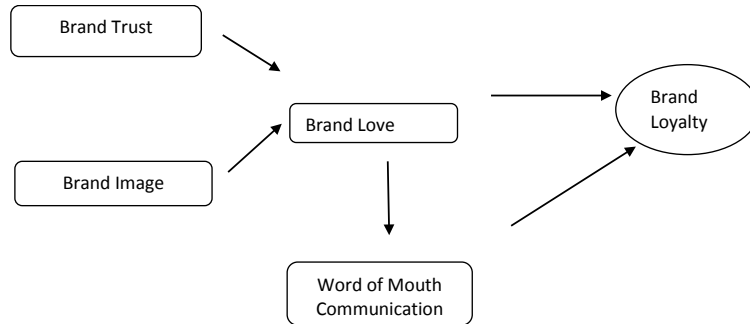 Brand Trust
Brand Love
Brand
Loyalty
Brand Image
Word of Mouth
Communication